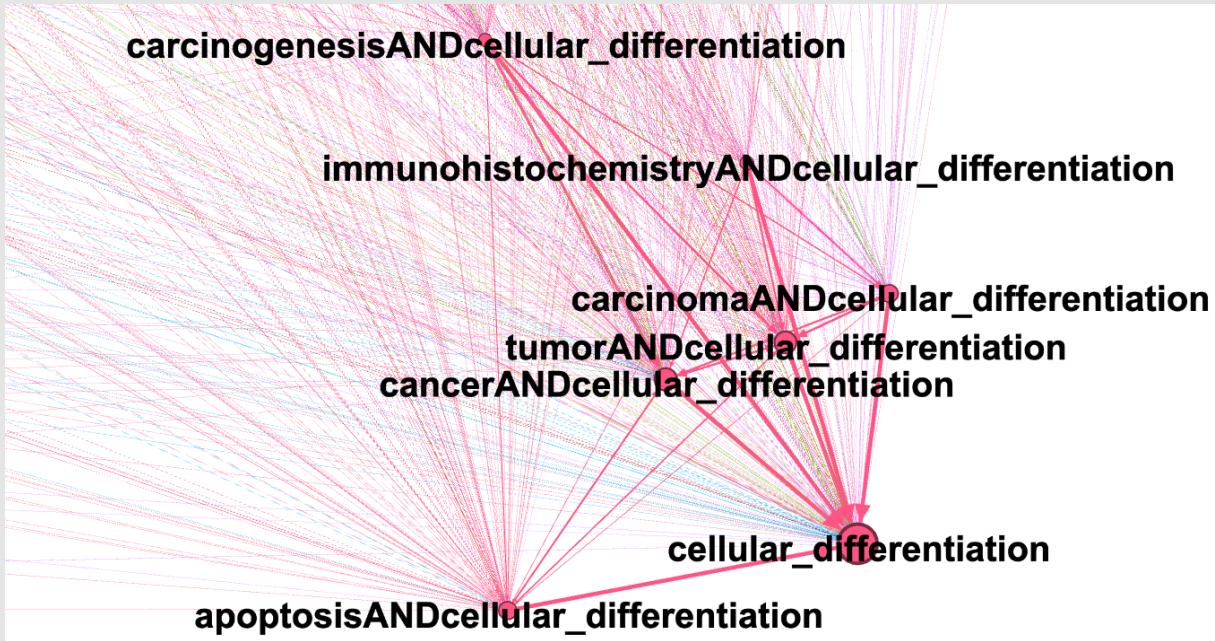 carcinogenesisANDcellular_differentiation
immunohistochemistryANDcellular_differentiation
carcinomaANDcellular_differentiation
tumorANDcellular_differentiation
cancerANDcellular_differentiation
cellular_differentiation
apoptosisANDcellular_differentiation